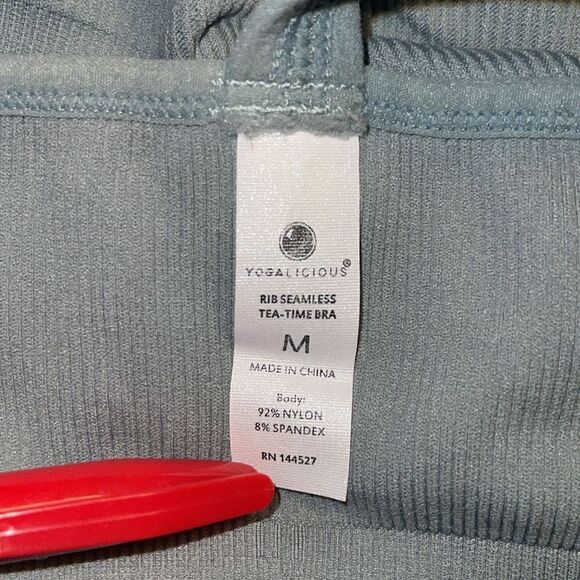 YOGALICIOUS®
RIB SEAMLESS
TEA-TIME BRA
M
MADE IN CHINA
Body:
92% NYLON
8% SPANDEX
RN 144527